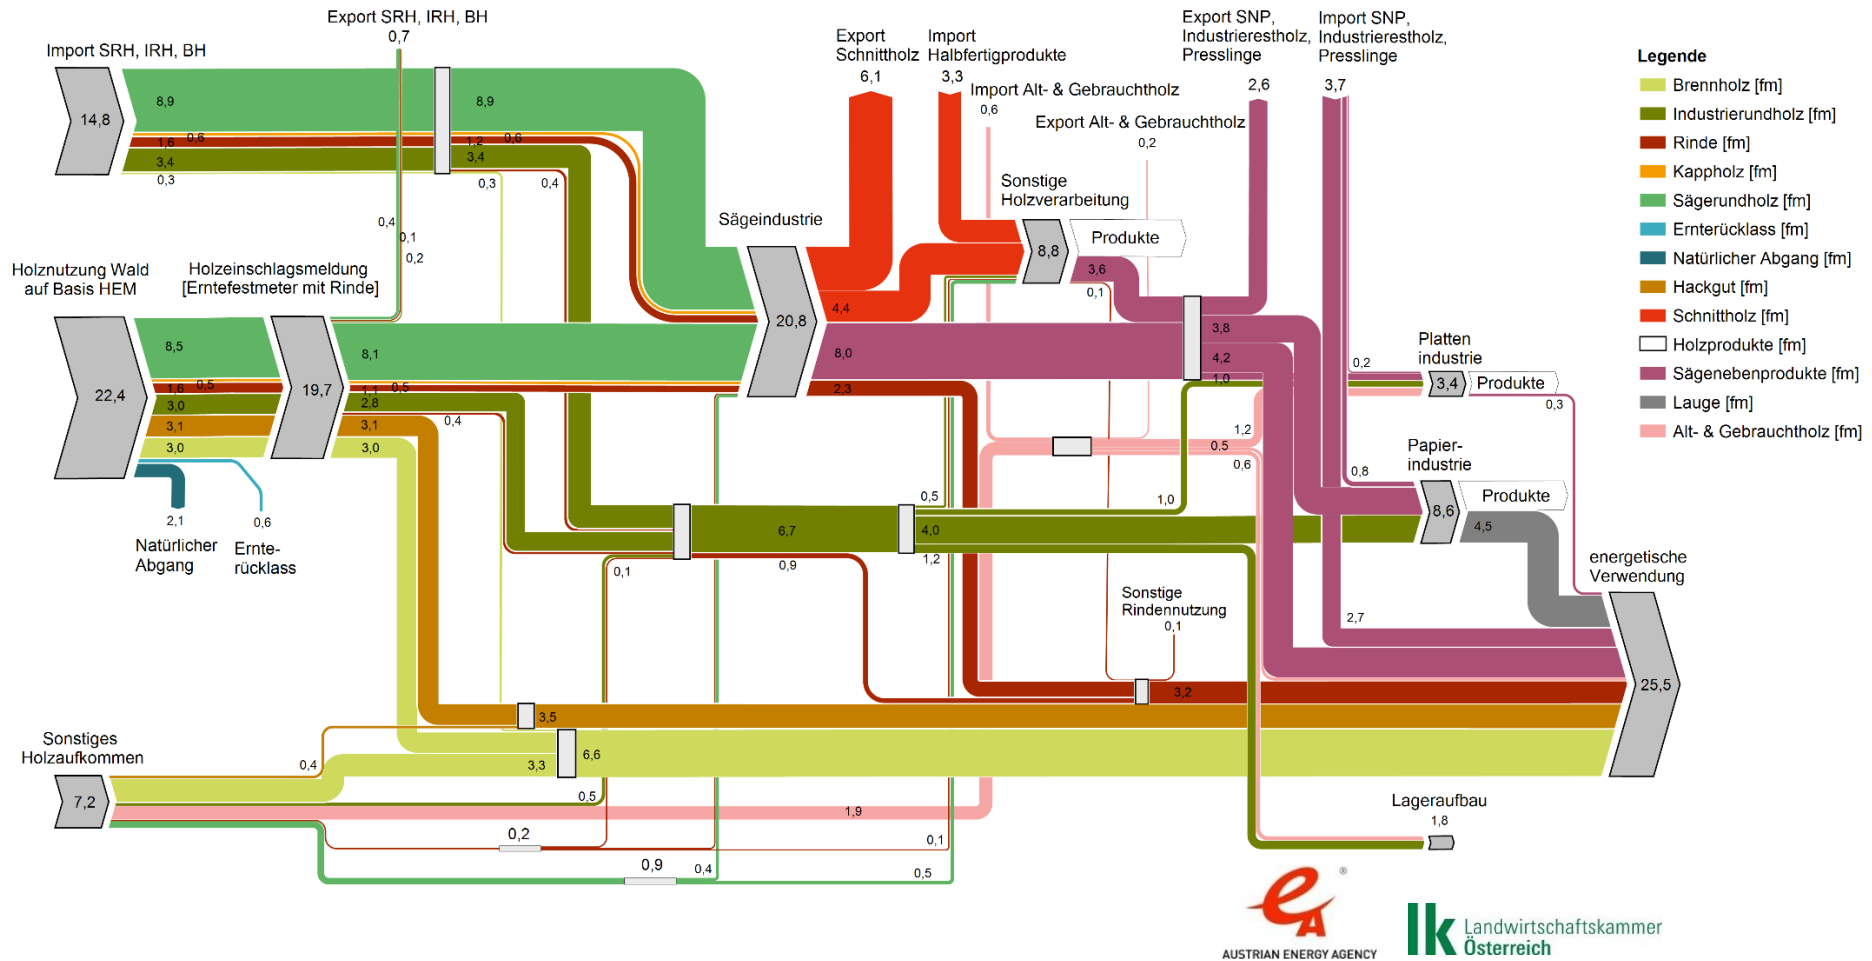 Export SRH, IRH, BH
0,7
Import SRH, IRH, BH
14,8
8,9
1,6
0,6
3,4
0,3
8,9
1,2
0,6
3,4
0,3
0,4
0,4
0,1
0,2
Export
Schnittholz
6,1
Import
Halbfertigprodukte
3,3
Import Alt- & Gebrauchtholz
0,6
Export Alt- & Gebrauchtholz
0,2
Export SNP,
Industrierestholz,
Presslinge
2,6
Import SNP,
Industrierestholz,
Presslinge
3,7
Legende
Brennholz [fm]
Industrierundholz [fm]
Rinde [fm]
Kappholz [fm]
Sägerundholz [fm]
Ernterücklass [fm]
Natürlicher Abgang [fm]
Hackgut [fm]
Schnittholz [fm]
Holzprodukte [fm]
Sägenebenprodukte [fm]
Lauge [fm]
Alt- & Gebrauchtholz [fm]
Holznutzung Wald
auf Basis HEM
22,4
8,5
1,6
0,5
3,0
3,1
3,0
2,1
Natürlicher
Abgang
0,6
Ernte-
rücklass
Holzeinschlagsmeldung
[Erntefestmeter mit Rinde]
19,7
8,1
1,1
0,5
2,8
0,4
3,1
3,0
Sägeindustrie
20,8
4,4
8,0
2,3
Sonstige
Holzverarbeitung
8,8
Produkte
3,6
0,1
3,8
4,2
1,0
0,2
Platten
industrie
3,4
Produkte
0,3
1,2
0,5
0,6
0,8
Papier-
industrie
8,6
Produkte
4,5
0,5
1,0
6,7
4,0
1,2
0,1
0,9
Sonstige
Rindennutzung
0,1
3,2
2,7
energetische
Verwendung
25,5
3,5
6,6
3,3
Sonstiges
Holzaufkommen
7,2
0,4
0,5
1,9
0,2
0,1
0,9
0,4
0,5
Lageraufbau
1,8
®
AUSTRIAN ENERGY AGENCY
lk Landwirtschaftskammer
Österreich